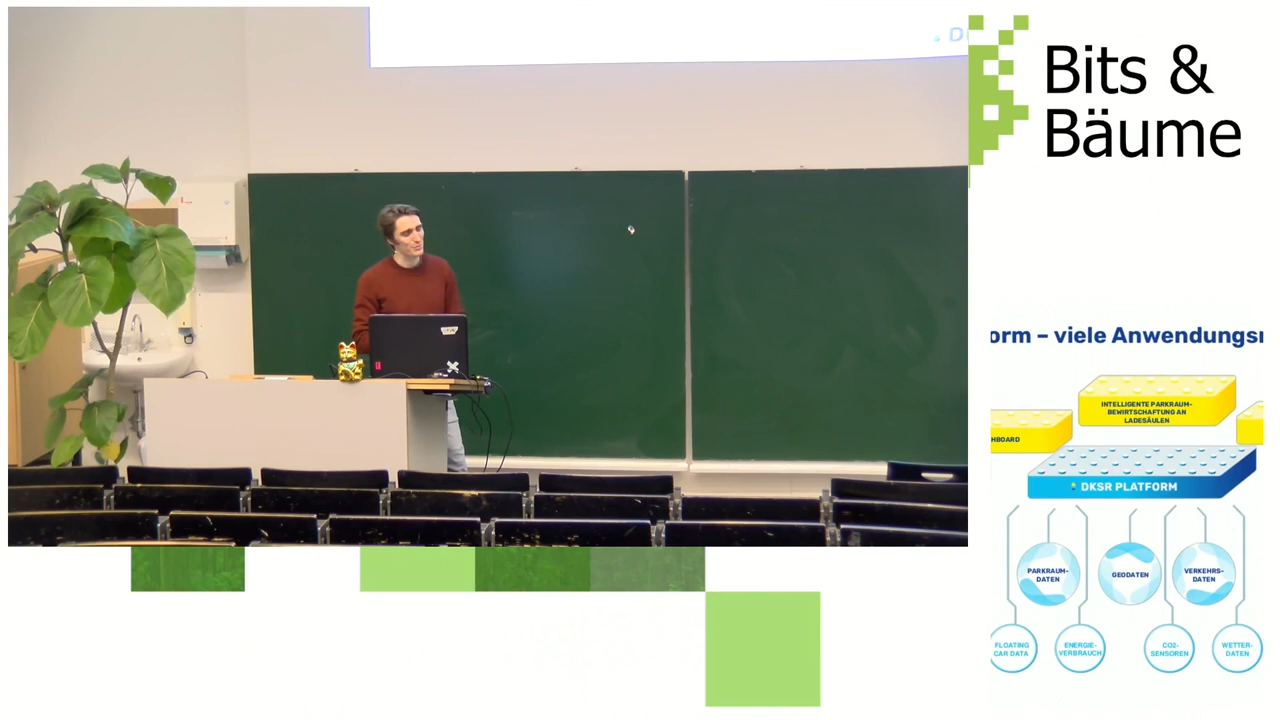 Bits &
Bäume
orm – viele Anwendungs
INTELLIGENTE PARKRAUM-
BEWIRTSCHAFTUNG AN
LADESÄULEN
HBOARD
DKSR PLATFORM
PARKRAUM-
DATEN
GEODATEN
VERKEHRS-
DATEN
FLOATING
CAR DATA
ENERGIE-
VERBRAUCH
CO2-
SENSOREN
WETTER-
DATEN